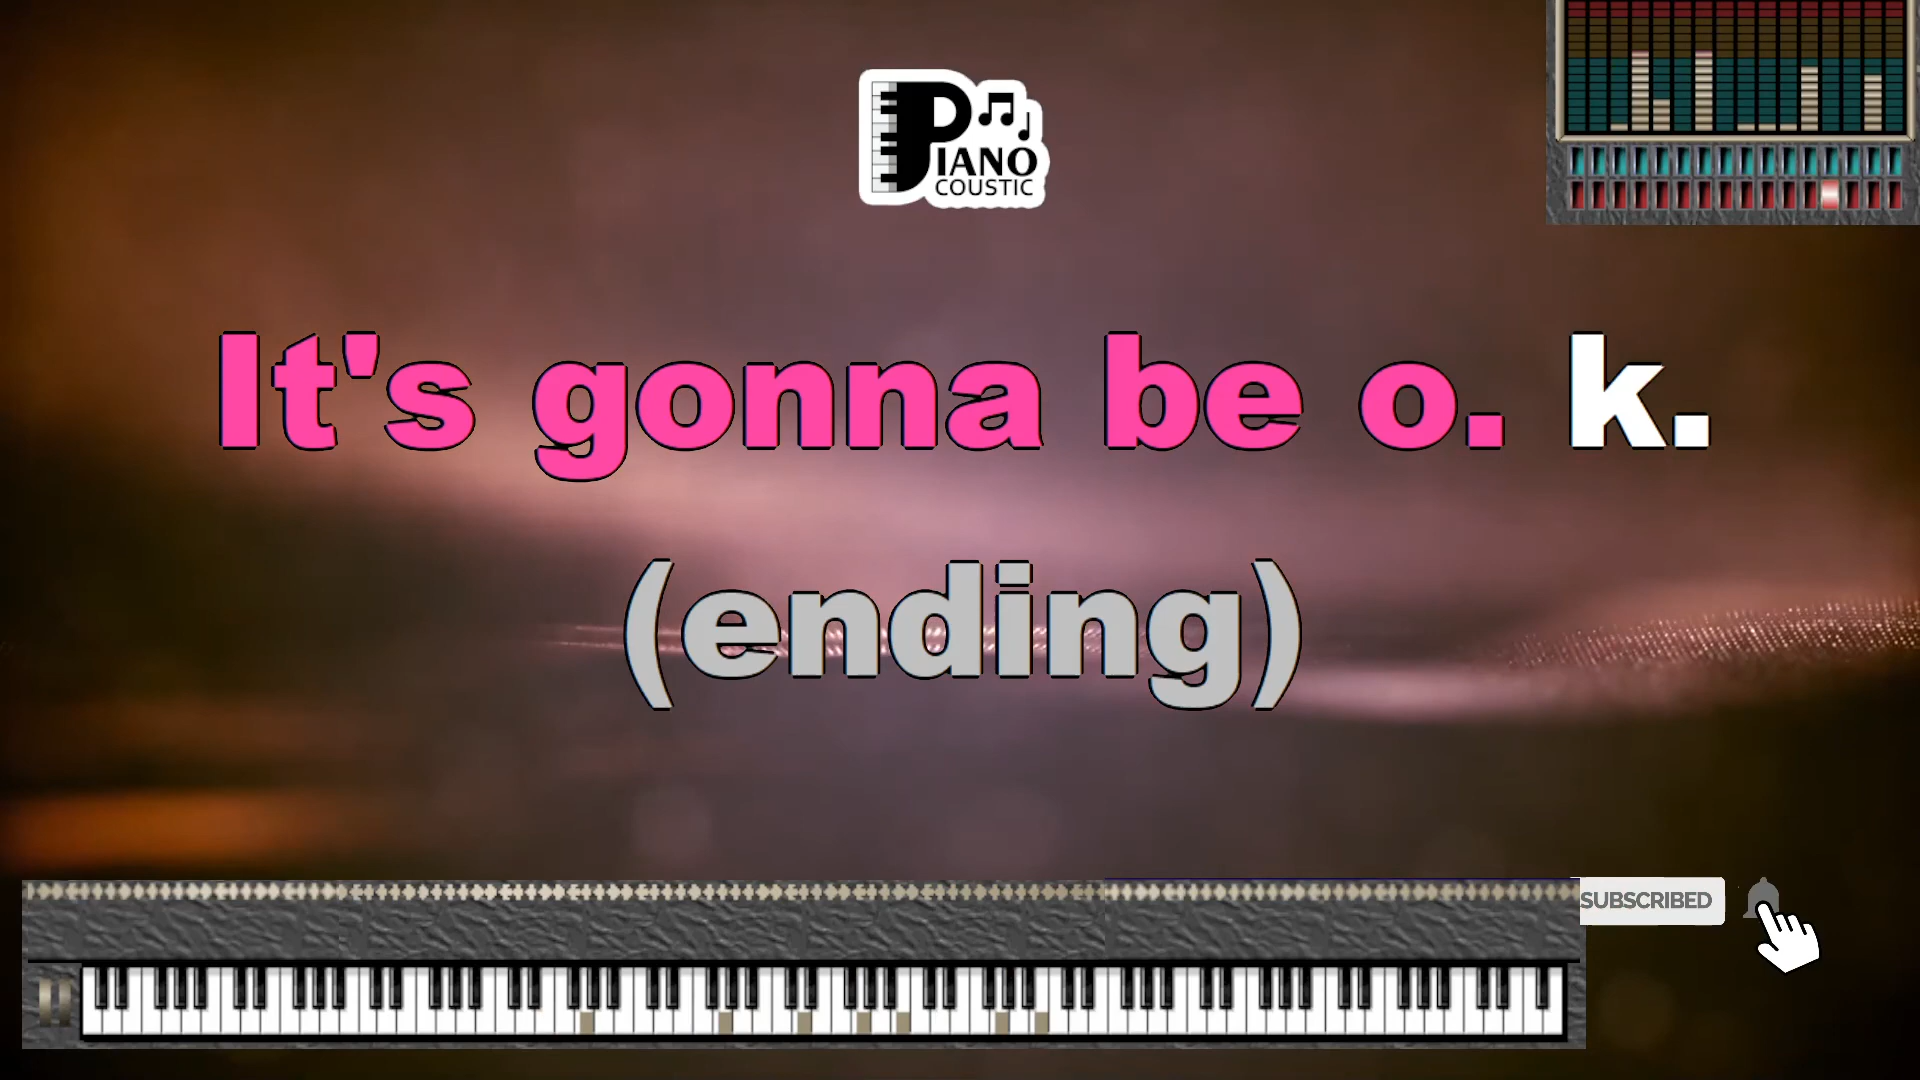 PIANO
COUSTIC
It's gonna be o. k.
(ending)
SUBSCRIBED